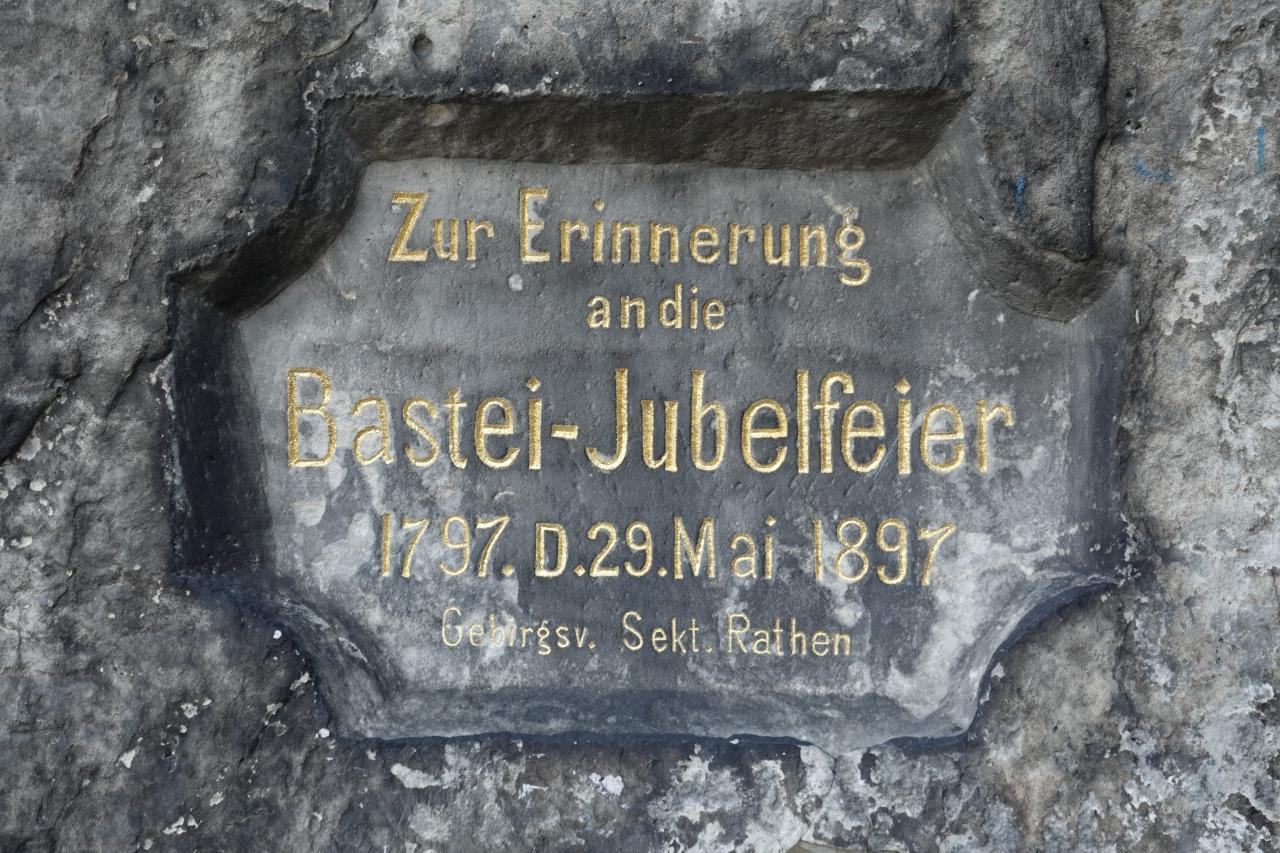 Zur Erinnerung
an die
Bastei-Jubelfeier
1797. D. 29. Mai 1897
Gebirgsv. Sekt. Rathen